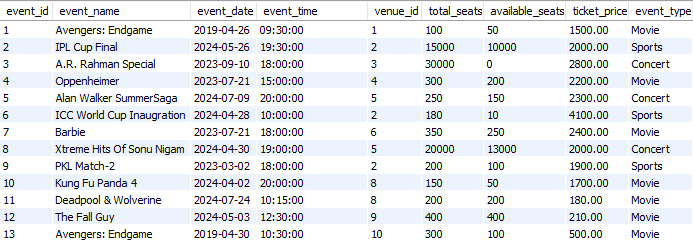 event_id event_name event_date event_time venue_id total_seats available_seats ticket_price event_type
1 Avengers: Endgame 2019-04-26 09:30:00 1 100 50 1500.00 Movie
2 IPL Cup Final 2024-05-26 19:30:00 2 15000 10000 2000.00 Sports
3 A.R. Rahman Special 2023-09-10 18:00:00 3 30000 0 2800.00 Concert
4 Oppenheimer 2023-07-21 15:00:00 4 300 200 2200.00 Movie
5 Alan Walker SummerSaga 2024-07-09 20:00:00 5 250 150 2300.00 Concert
6 ICC World Cup Inaugration 2024-04-28 10:00:00 2 180 10 4100.00 Sports
7 Barbie 2023-07-21 18:00:00 6 350 250 2400.00 Movie
8 Xtreme Hits Of Sonu Nigam 2024-04-30 19:00:00 5 20000 13000 2000.00 Concert
9 PKL Match-2 2023-03-02 18:00:00 2 200 100 1900.00 Sports
10 Kung Fu Panda 4 2024-04-02 20:00:00 8 150 50 1700.00 Movie
11 Deadpool & Wolverine 2024-07-24 10:15:00 8 200 200 180.00 Movie
12 The Fall Guy 2024-05-03 12:30:00 9 400 400 210.00 Movie
13 Avengers: Endgame 2019-04-30 10:30:00 10 300 100 500.00 Movie